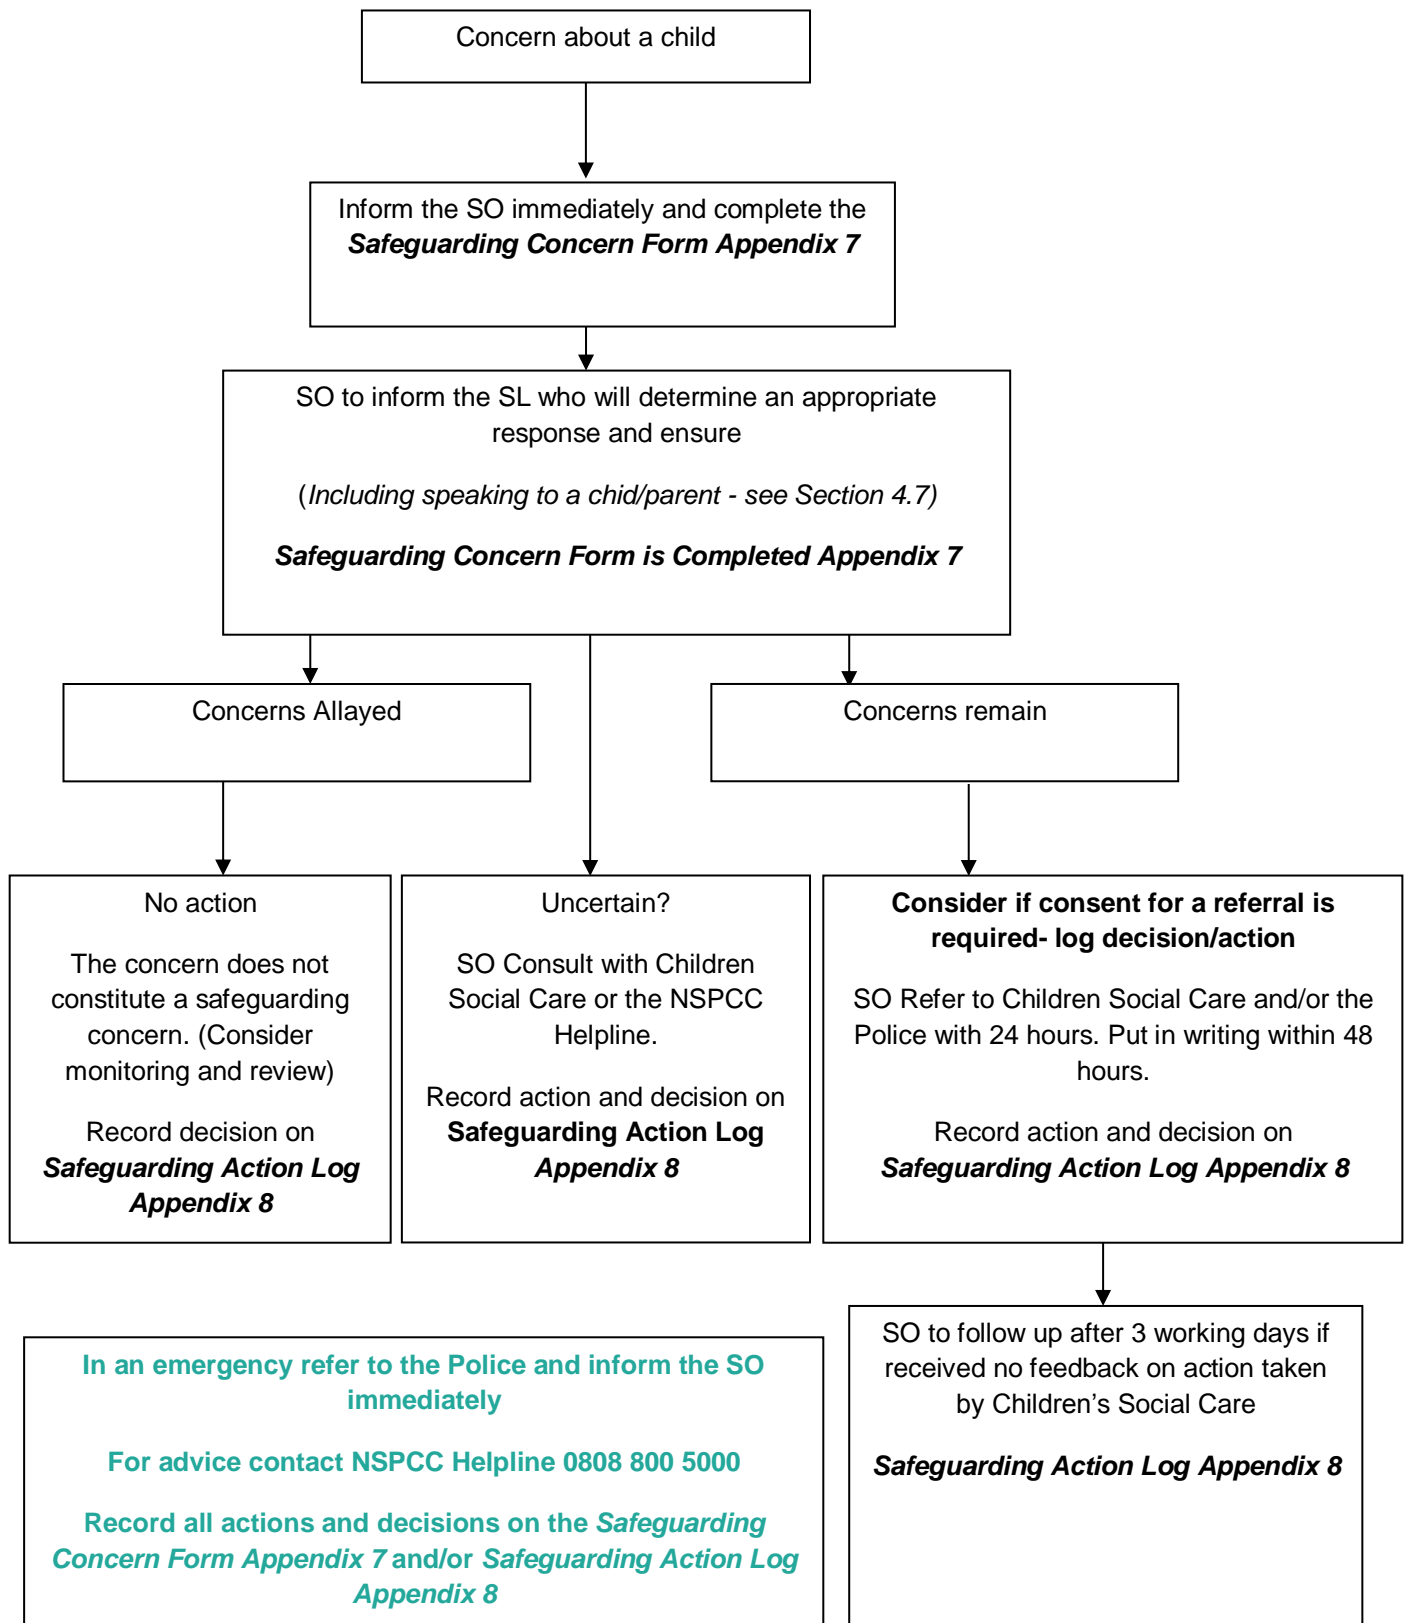 Concern about a child
Inform the SO immediately and complete the
Safeguarding Concern Form Appendix 7
SO to inform the SL who will determine an appropriate
response and ensure
(Including speaking to a chid/parent - see Section 4.7)
Safeguarding Concern Form is Completed Appendix 7
Concerns Allayed
Concerns remain
No action
The concern does not
constitute a safeguarding
concern. (Consider
monitoring and review)
Record decision on
Safeguarding Action Log
Appendix 8
Uncertain?
SO Consult with Children
Social Care or the NSPCC
Helpline.
Record action and decision on
Safeguarding Action Log
Appendix 8
Consider if consent for a referral is
required- log decision/action
SO Refer to Children Social Care and/or the
Police with 24 hours. Put in writing within 48
hours.
Record action and decision on
Safeguarding Action Log Appendix 8
In an emergency refer to the Police and inform the SO
immediately
For advice contact NSPCC Helpline 0808 800 5000
Record all actions and decisions on the Safeguarding
Concern Form Appendix 7 and/or Safeguarding Action Log
Appendix 8
SO to follow up after 3 working days if
received no feedback on action taken
by Children’s Social Care
Safeguarding Action Log Appendix 8